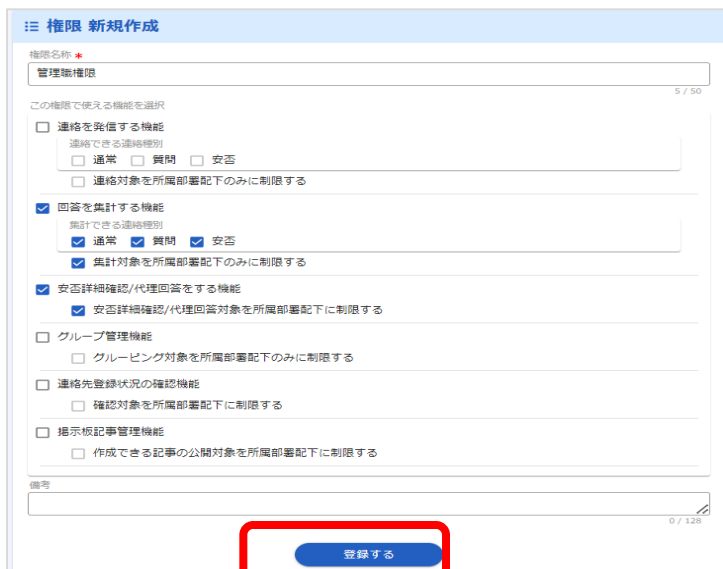 権限 新規作成
権限名称 *
管理職権限
5 / 50
この権限で使える機能を選択
連絡を発信する機能
連絡できる連絡種別
通常 質問 安否
連絡対象を所属部署配下のみに制限する
回答を集計する機能
集計できる連絡種別
通常 質問 安否
集計対象を所属部署配下のみに制限する
安否詳細確認/代理回答をする機能
安否詳細確認/代理回答対象を所属部署配下に制限する
グループ管理機能
グルーピング対象を所属部署配下のみに制限する
連絡先登録状況の確認機能
確認対象を所属部署配下に制限する
掲示板記事管理機能
作成できる記事の公開対象を所属部署配下に制限する
備考
0 / 128
登録する